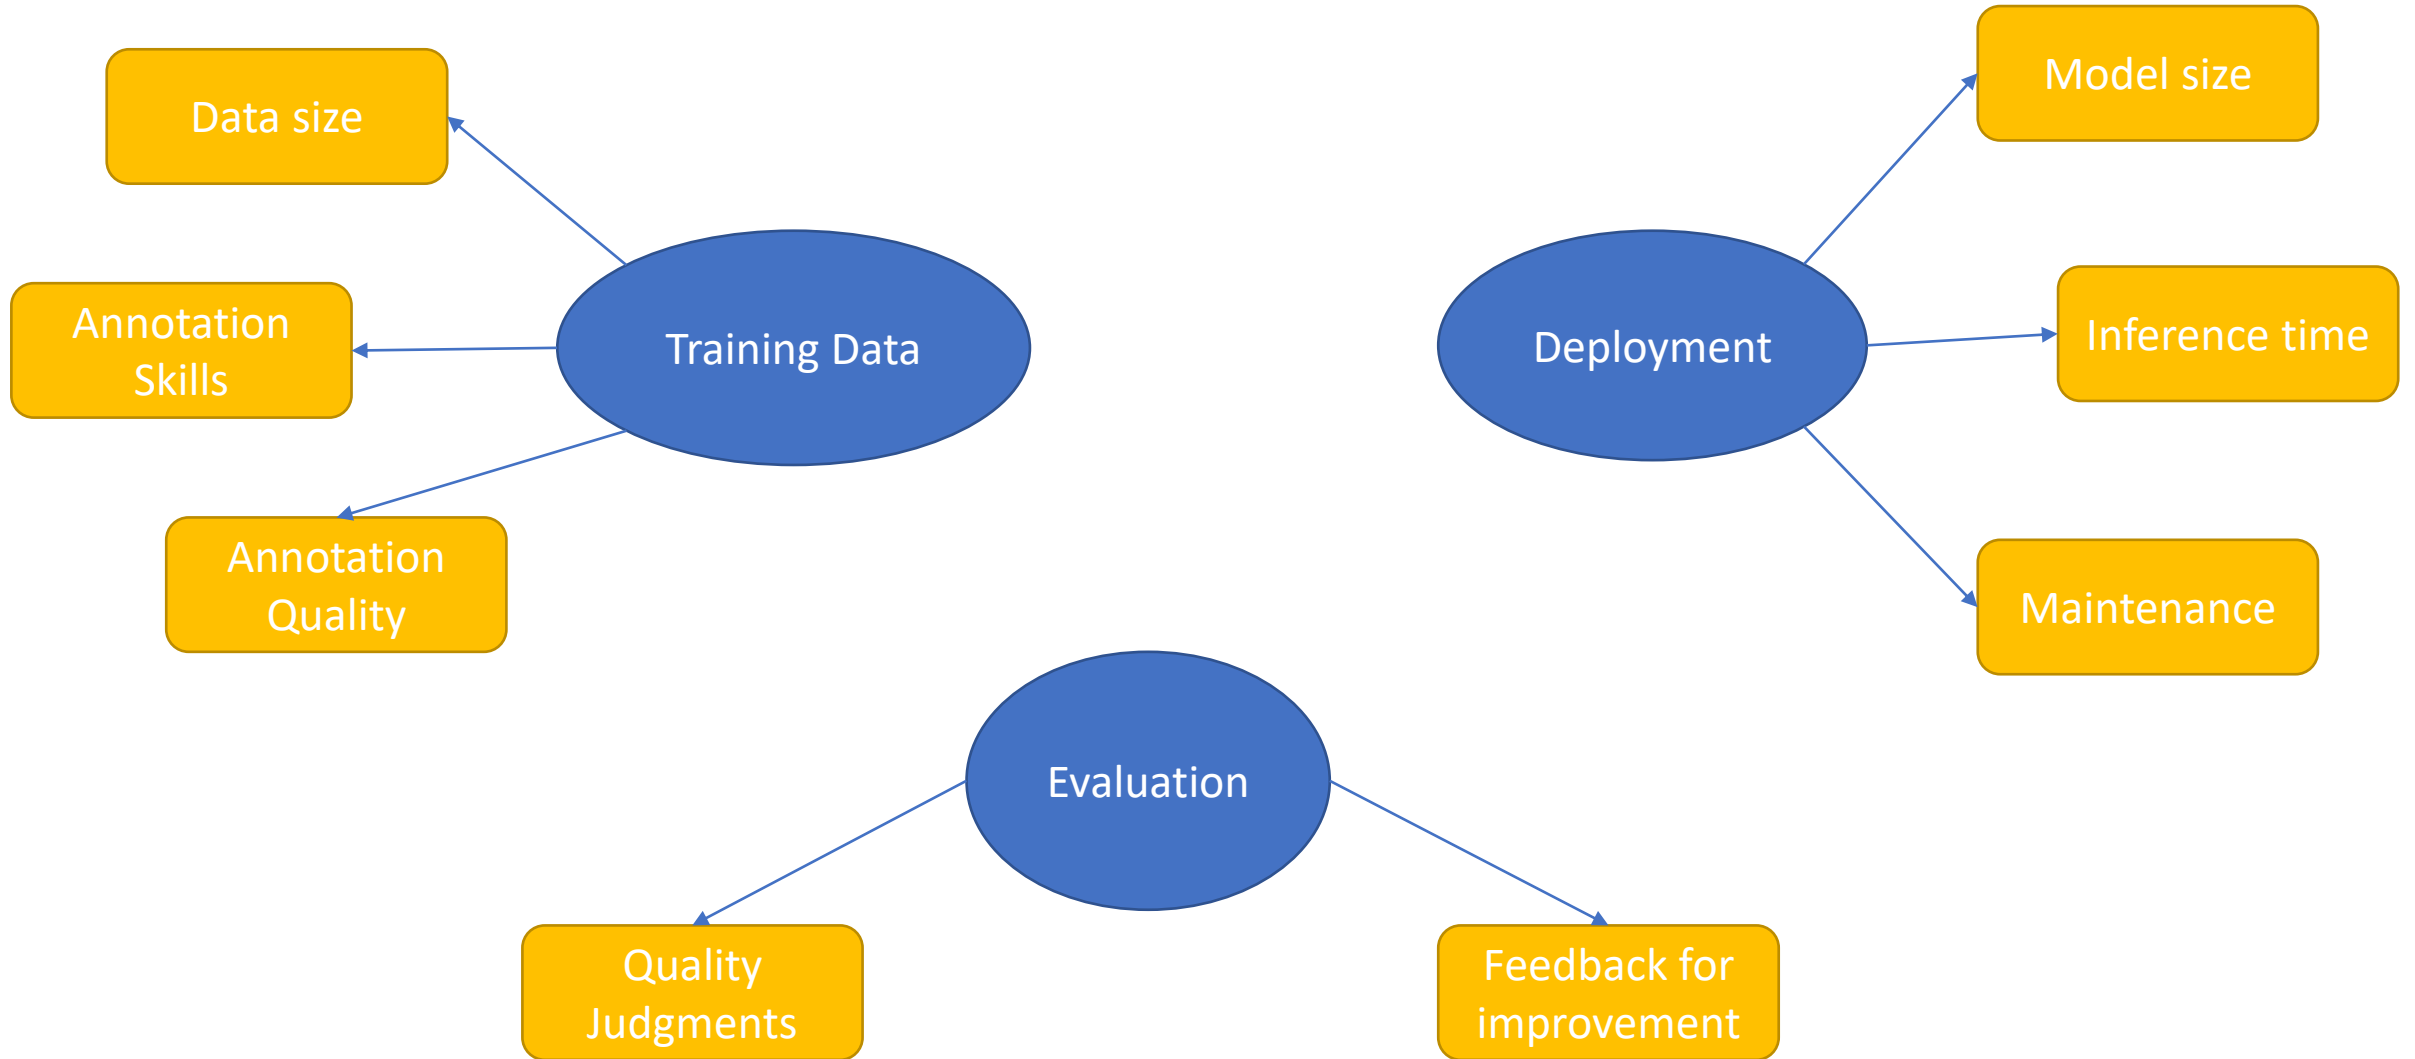 Data size
Annotation
Skills
Annotation
Quality
Training Data
Deployment
Model size
Inference time
Maintenance
Evaluation
Quality
Judgments
Feedback for
improvement